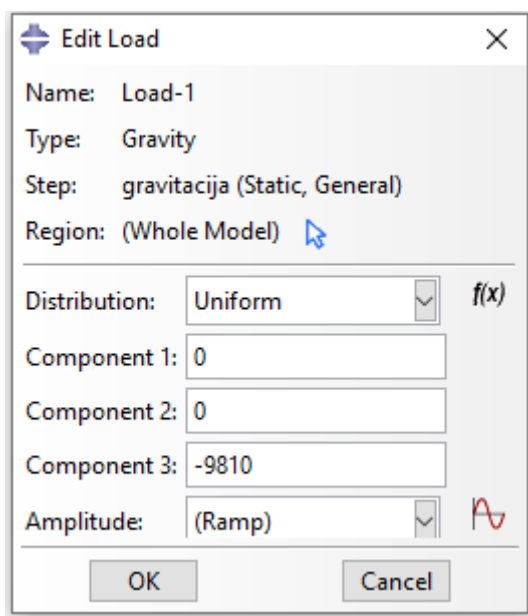 Edit Load
Name: Load-1
Type: Gravity
Step: gravitacija (Static, General)
Region: (Whole Model)
Distribution: Uniform f(x)
Component 1: 0
Component 2: 0
Component 3: -9810
Amplitude: (Ramp)
OK Cancel